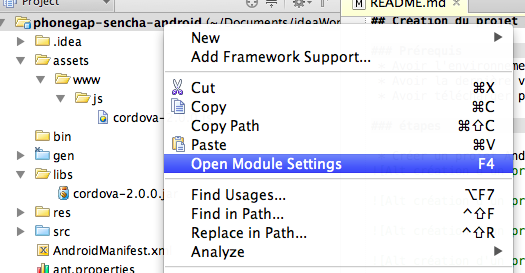 Project
README.md
phonegap-sencha-android (~/Documents/ideaWor
## Création du projet
.idea
assets
www
js
cordov
bin
gen
libs
cordova-2.0.0.j
res
src
AndroidManifest.xm
ant.properties
New
Add Framework Support...
Cut ⌘X
Copy ⌘C
Copy Path ⌘⇧C
Paste ⌘V
Open Module Settings F4
Find Usages... ⌥F7
Find in Path... ⌃⇧F
Replace in Path... ⌃⇧R
Analyze